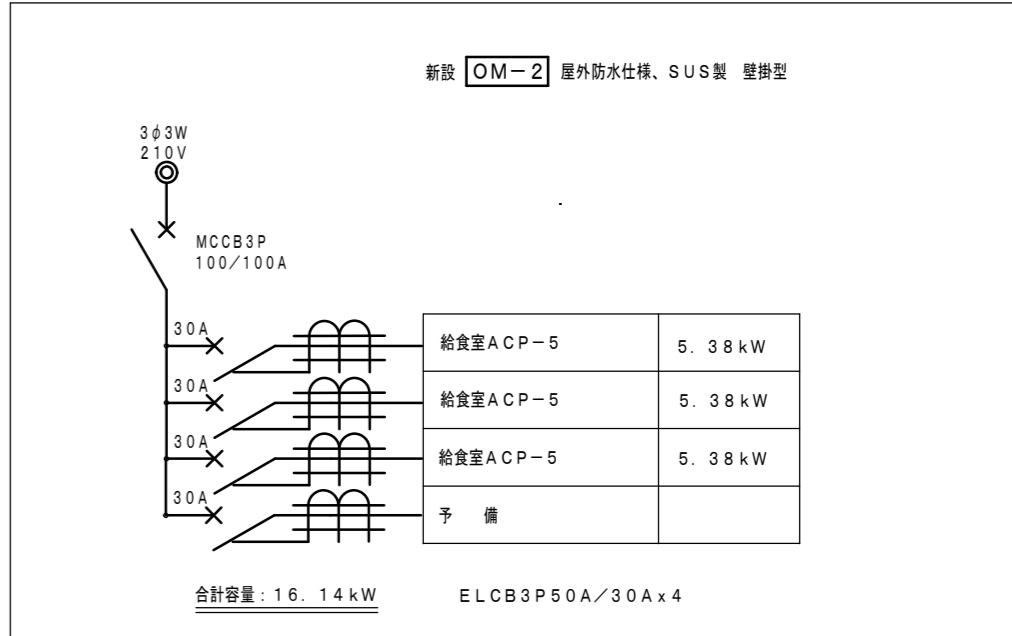 新設 OM−2 屋外防水仕様、SUS製 壁掛型
3φ3W
210V
MCCB3P
100/100A
30A 給食室ACP−5 5.38kW
30A 給食室ACP−5 5.38kW
30A 給食室ACP−5 5.38kW
30A 予 備
合計容量:16.14kW ELCB3P50A/30Ax4